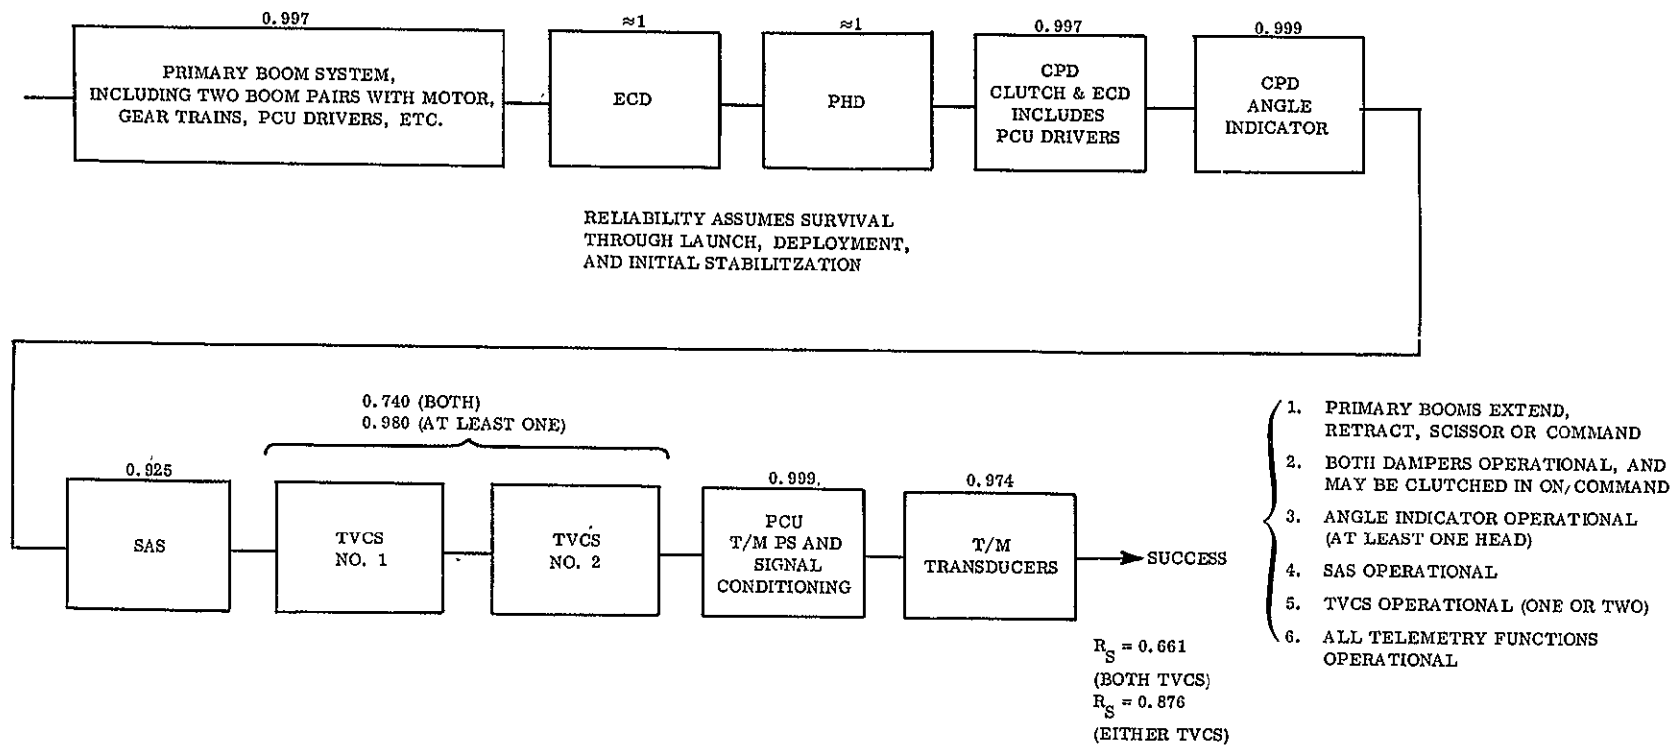 0.997
≈1
≈1
0.997
0.999
PRIMARY BOOM SYSTEM,
INCLUDING TWO BOOM PAIRS WITH MOTOR,
GEAR TRAINS, PCU DRIVERS, ETC.
ECD
PHD
CPD
CLUTCH & ECD
INCLUDES
PCU DRIVERS
CPD
ANGLE
INDICATOR
RELIABILITY ASSUMES SURVIVAL
THROUGH LAUNCH, DEPLOYMENT,
AND INITIAL STABILITZATION
0.740 (BOTH)
0.980 (AT LEAST ONE)
0.925
0.999
0.974
SAS
TVCS
NO. 1
TVCS
NO. 2
PCU
T/M PS AND
SIGNAL
CONDITIONING
T/M
TRANSDUCERS
SUCCESS
1. PRIMARY BOOMS EXTEND,
RETRACT, SCISSOR OR COMMAND
2. BOTH DAMPERS OPERATIONAL, AND
MAY BE CLUTCHED IN ON/COMMAND
3. ANGLE INDICATOR OPERATIONAL
(AT LEAST ONE HEAD)
4. SAS OPERATIONAL
5. TVCS OPERATIONAL (ONE OR TWO)
6. ALL TELEMETRY FUNCTIONS
OPERATIONAL
R_S = 0.661
(BOTH TVCS)
R_S = 0.876
(EITHER TVCS)